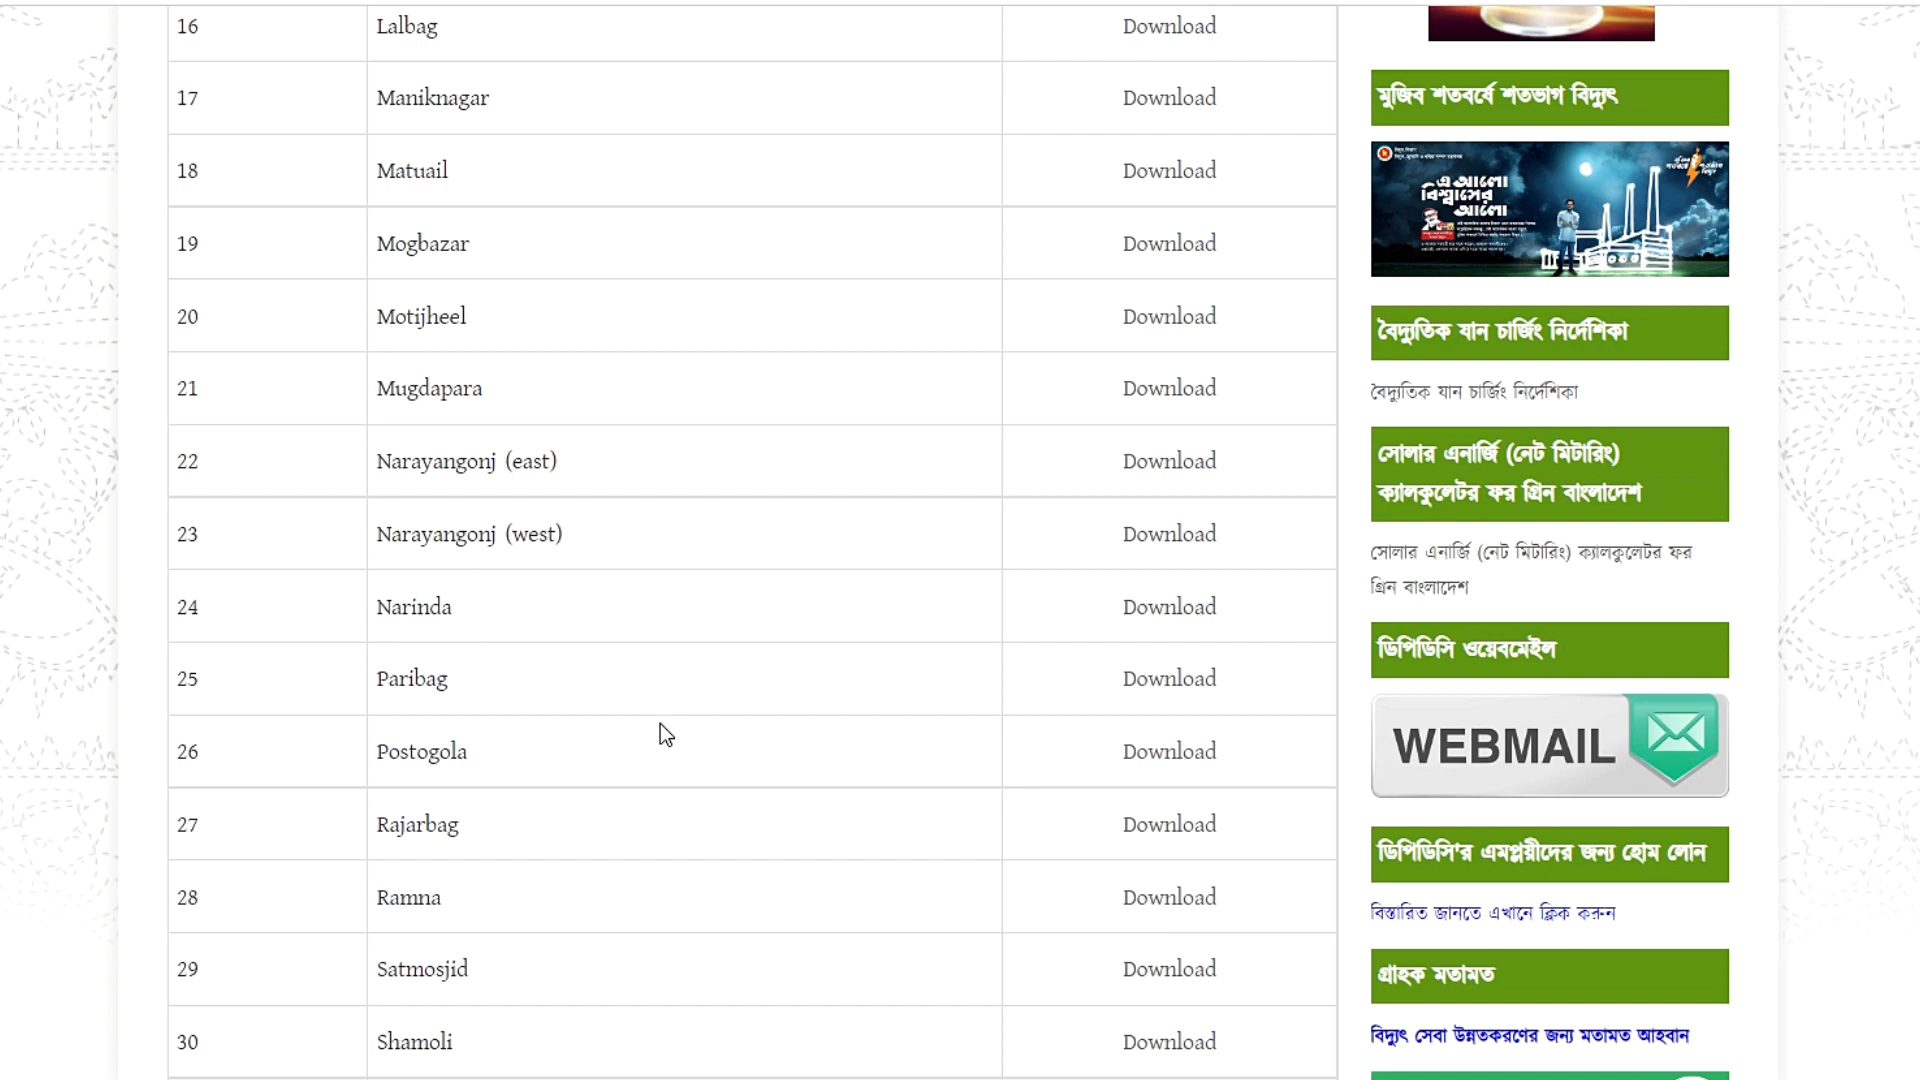 16 Lalbag Download
17 Maniknagar Download
18 Matuail Download
19 Mogbazar Download
20 Motijheel Download
21 Mugdapara Download
22 Narayangonj (east) Download
23 Narayangonj (west) Download
24 Narinda Download
25 Paribag Download
26 Postogola Download
27 Rajarbag Download
28 Ramna Download
29 Satmosjid Download
30 Shamoli Download
মুজিব শতবর্ষে শতভাগ বিদ্যুৎ
এ আলো
বিশ্বাসের
আলো
বৈদ্যুতিক যান চার্জিং নির্দেশিকা
বৈদ্যুতিক যান চার্জিং নির্দেশিকা
সোলার এনার্জি (নেট মিটারিং)
ক্যালকুলেটর ফর গ্রিন বাংলাদেশ
সোলার এনার্জি (নেট মিটারিং) ক্যালকুলেটর ফর
গ্রিন বাংলাদেশ
ডিপিডিসি ওয়েবমেইল
WEBMAIL
ডিপিডিসি'র এমপ্লয়ীদের জন্য হোম লোন
বিস্তারিত জানতে এখানে ক্লিক করুন
গ্রাহক মতামত
বিদ্যুৎ সেবা উন্নতকরণের জন্য মতামত আহবান